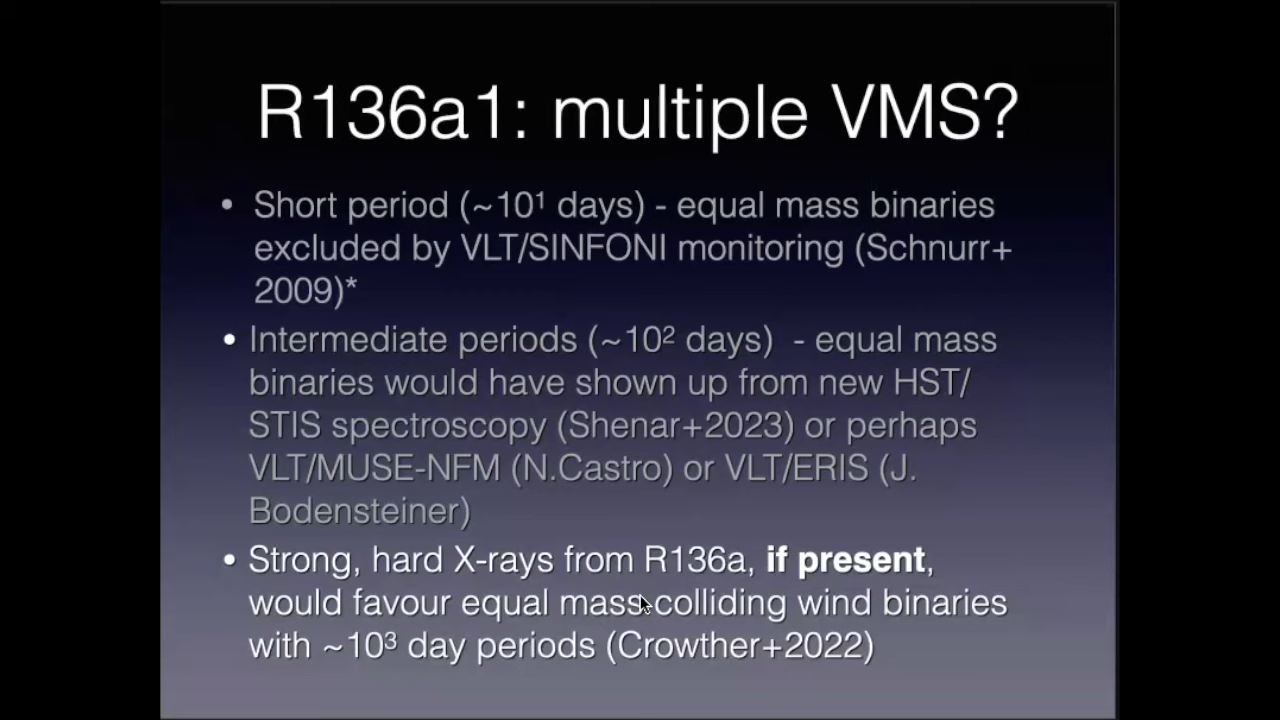 R136a1: multiple VMS?
• Short period (~10¹ days) - equal mass binaries
excluded by VLT/SINFONI monitoring (Schnurr+
2009)*
• Intermediate periods (~10² days)  - equal mass
binaries would have shown up from new HST/
STIS spectroscopy (Shenar+2023) or perhaps
VLT/MUSE-NFM (N.Castro) or VLT/ERIS (J.
Bodensteiner)
• Strong, hard X-rays from R136a, if present,
would favour equal mass colliding wind binaries
with ~10³ day periods (Crowther+2022)